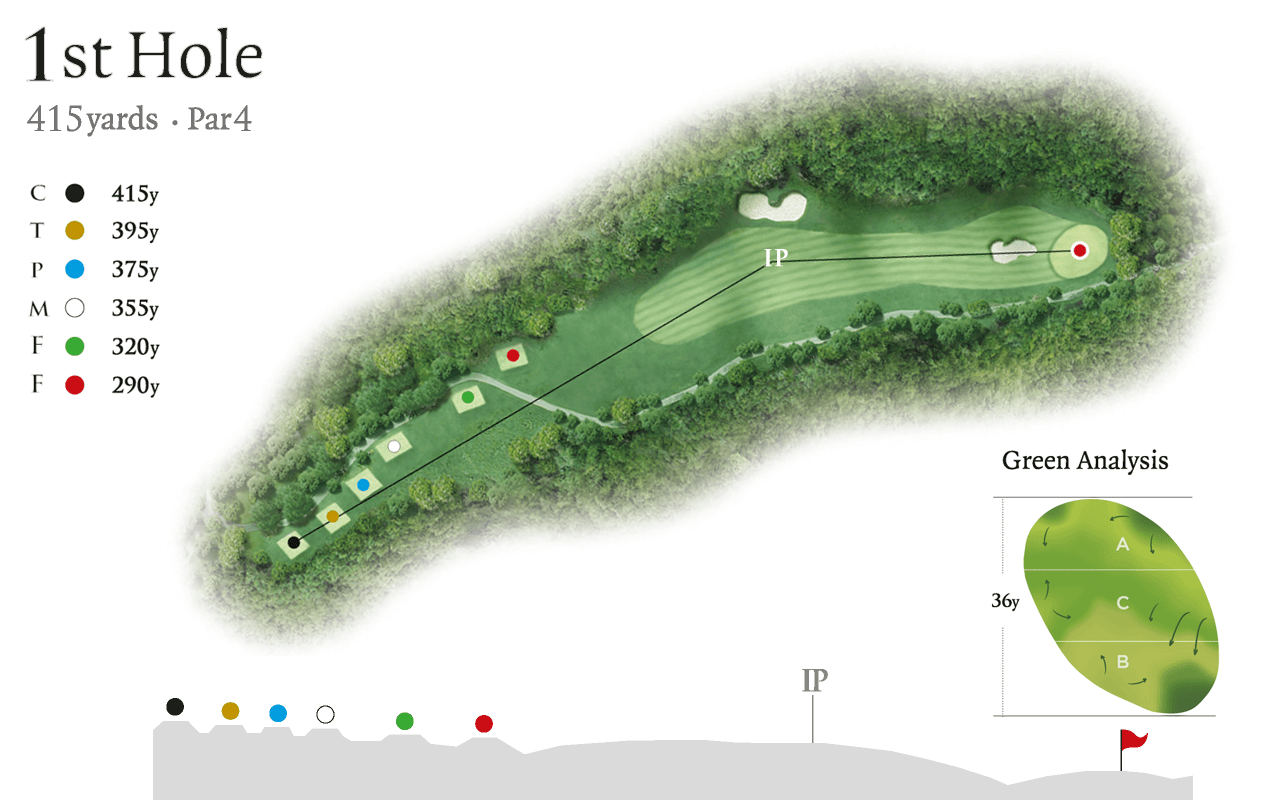 1st Hole
415yards · Par4
C 415y
T 395y
P 375y
M 355y
F 320y
F 290y
IP
Green Analysis
A
36y
C
B
IP